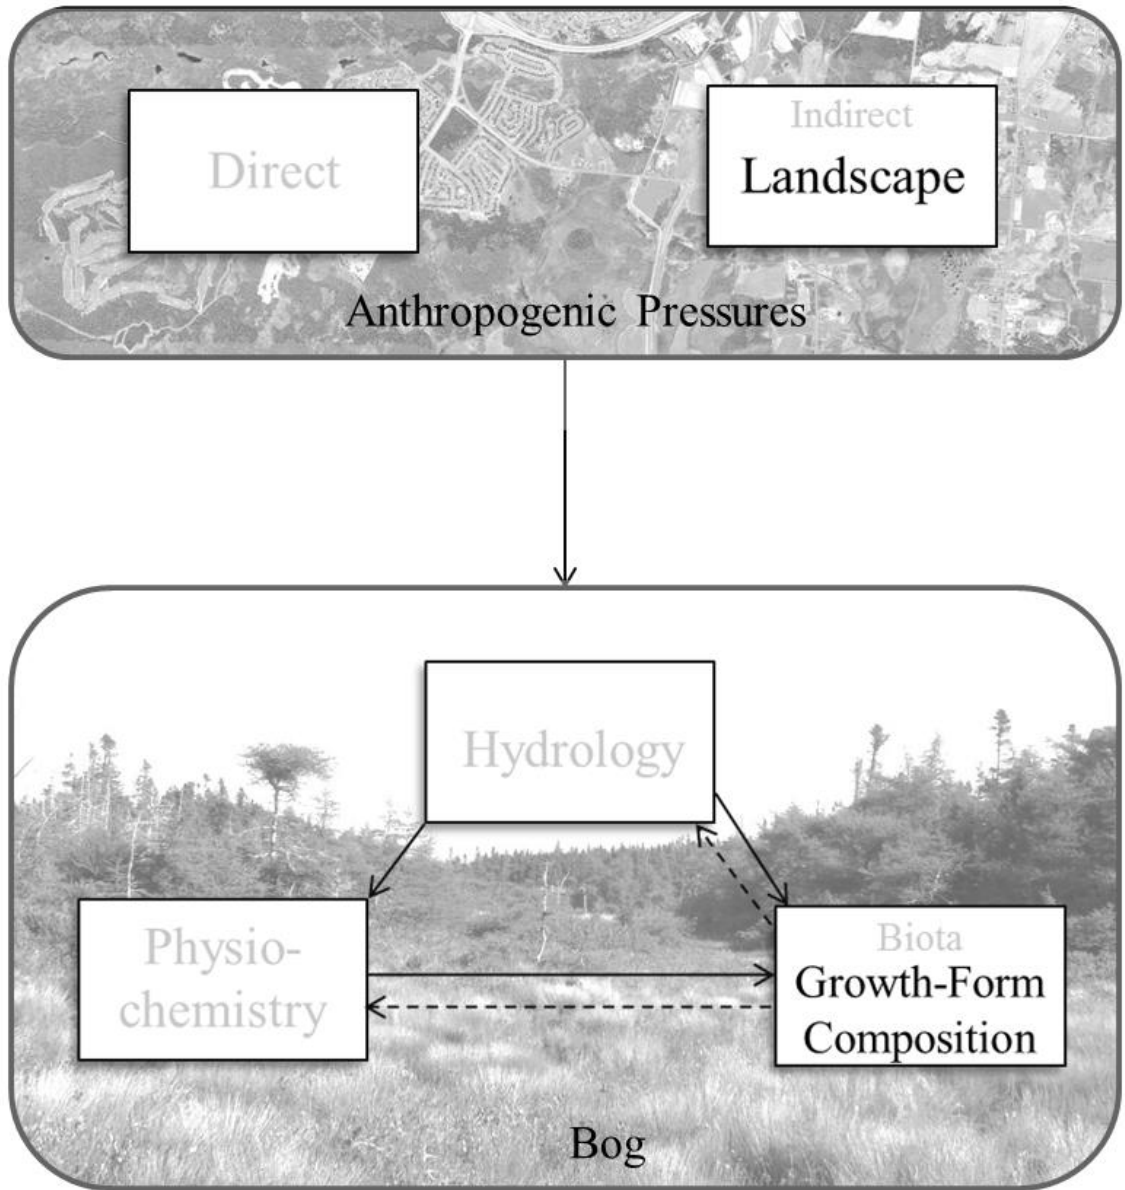 Direct
Indirect
Landscape
Anthropogenic Pressures
Hydrology
Physio-
chemistry
Biota
Growth-Form
Composition
Bog